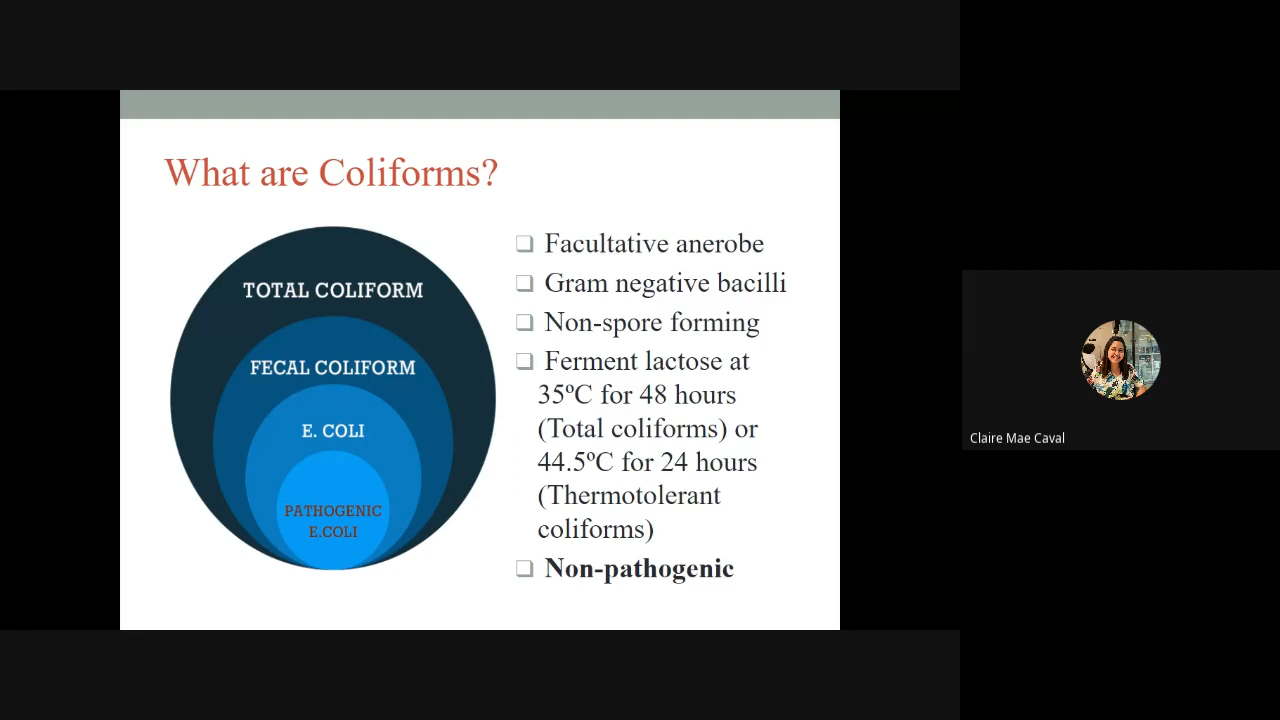 What are Coliforms?
TOTAL COLIFORM
FECAL COLIFORM
E. COLI
PATHOGENIC
E.COLI
Facultative anerobe
Gram negative bacilli
Non-spore forming
Ferment lactose at
35ºC for 48 hours
(Total coliforms) or
44.5ºC for 24 hours
(Thermotolerant
coliforms)
Non-pathogenic
Claire Mae Caval